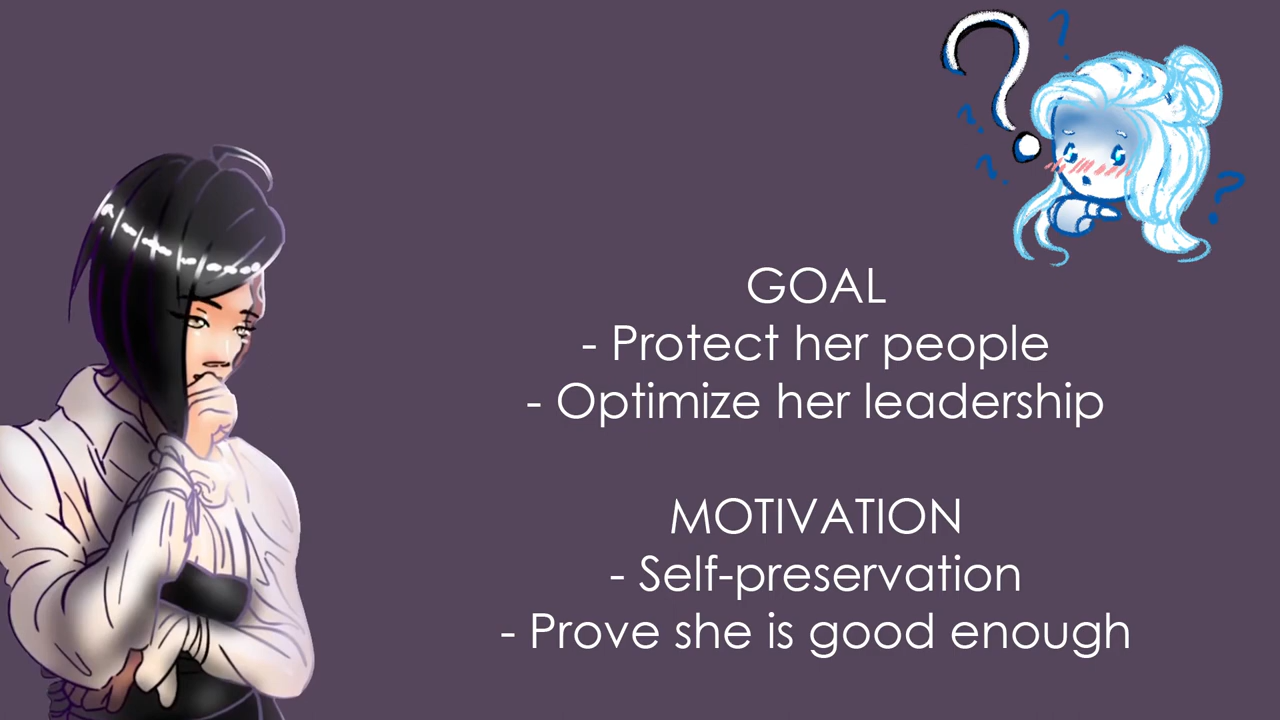 ?
?
?
?
?
GOAL
- Protect her people
- Optimize her leadership
MOTIVATION
- Self-preservation
- Prove she is good enough